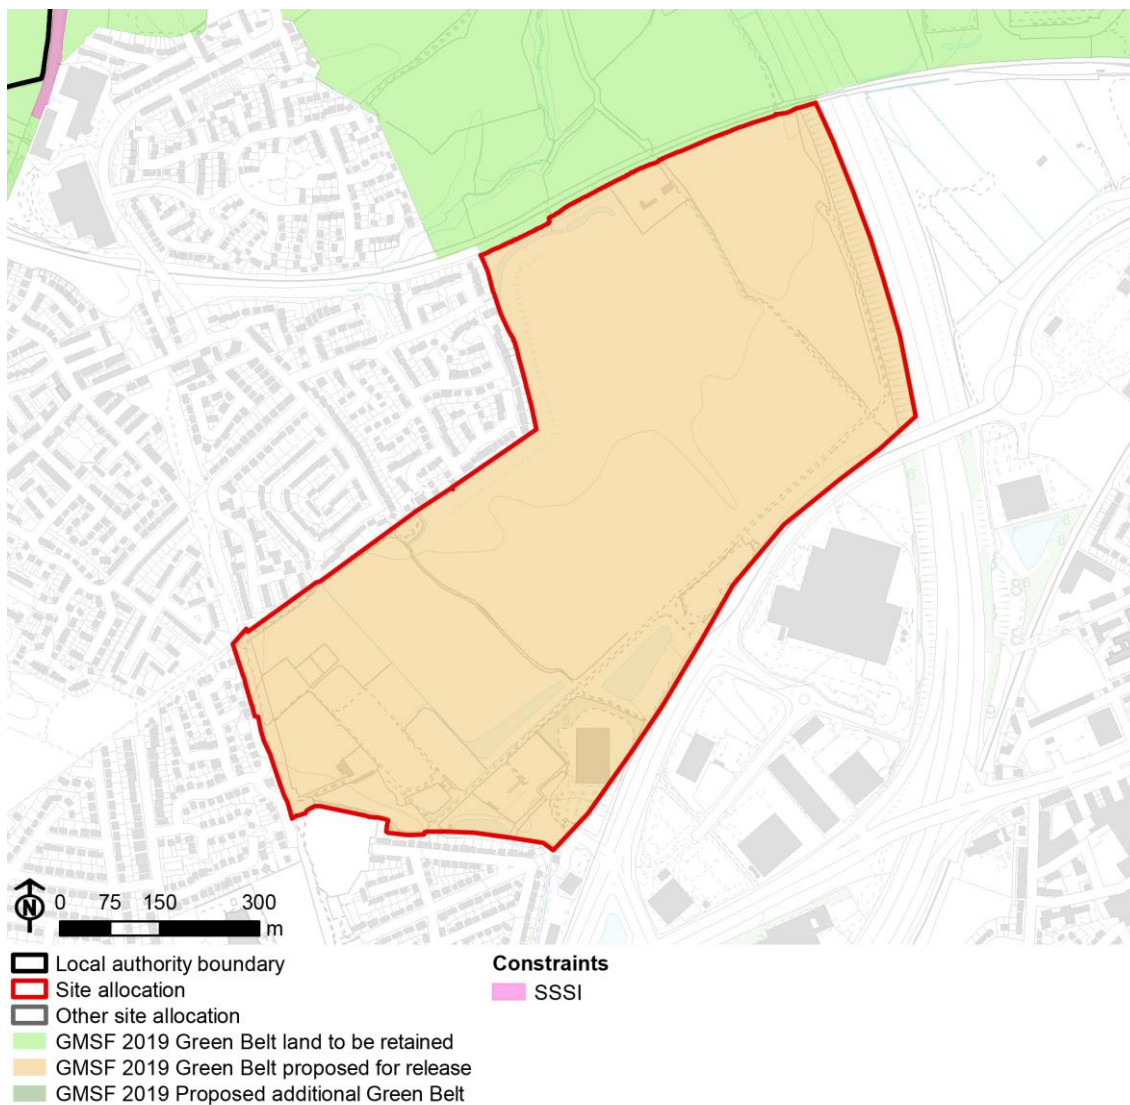 N
0 75 150 300
m
Local authority boundary
Site allocation
Other site allocation
GMSF 2019 Green Belt land to be retained
GMSF 2019 Green Belt proposed for release
GMSF 2019 Proposed additional Green Belt
Constraints
SSSI